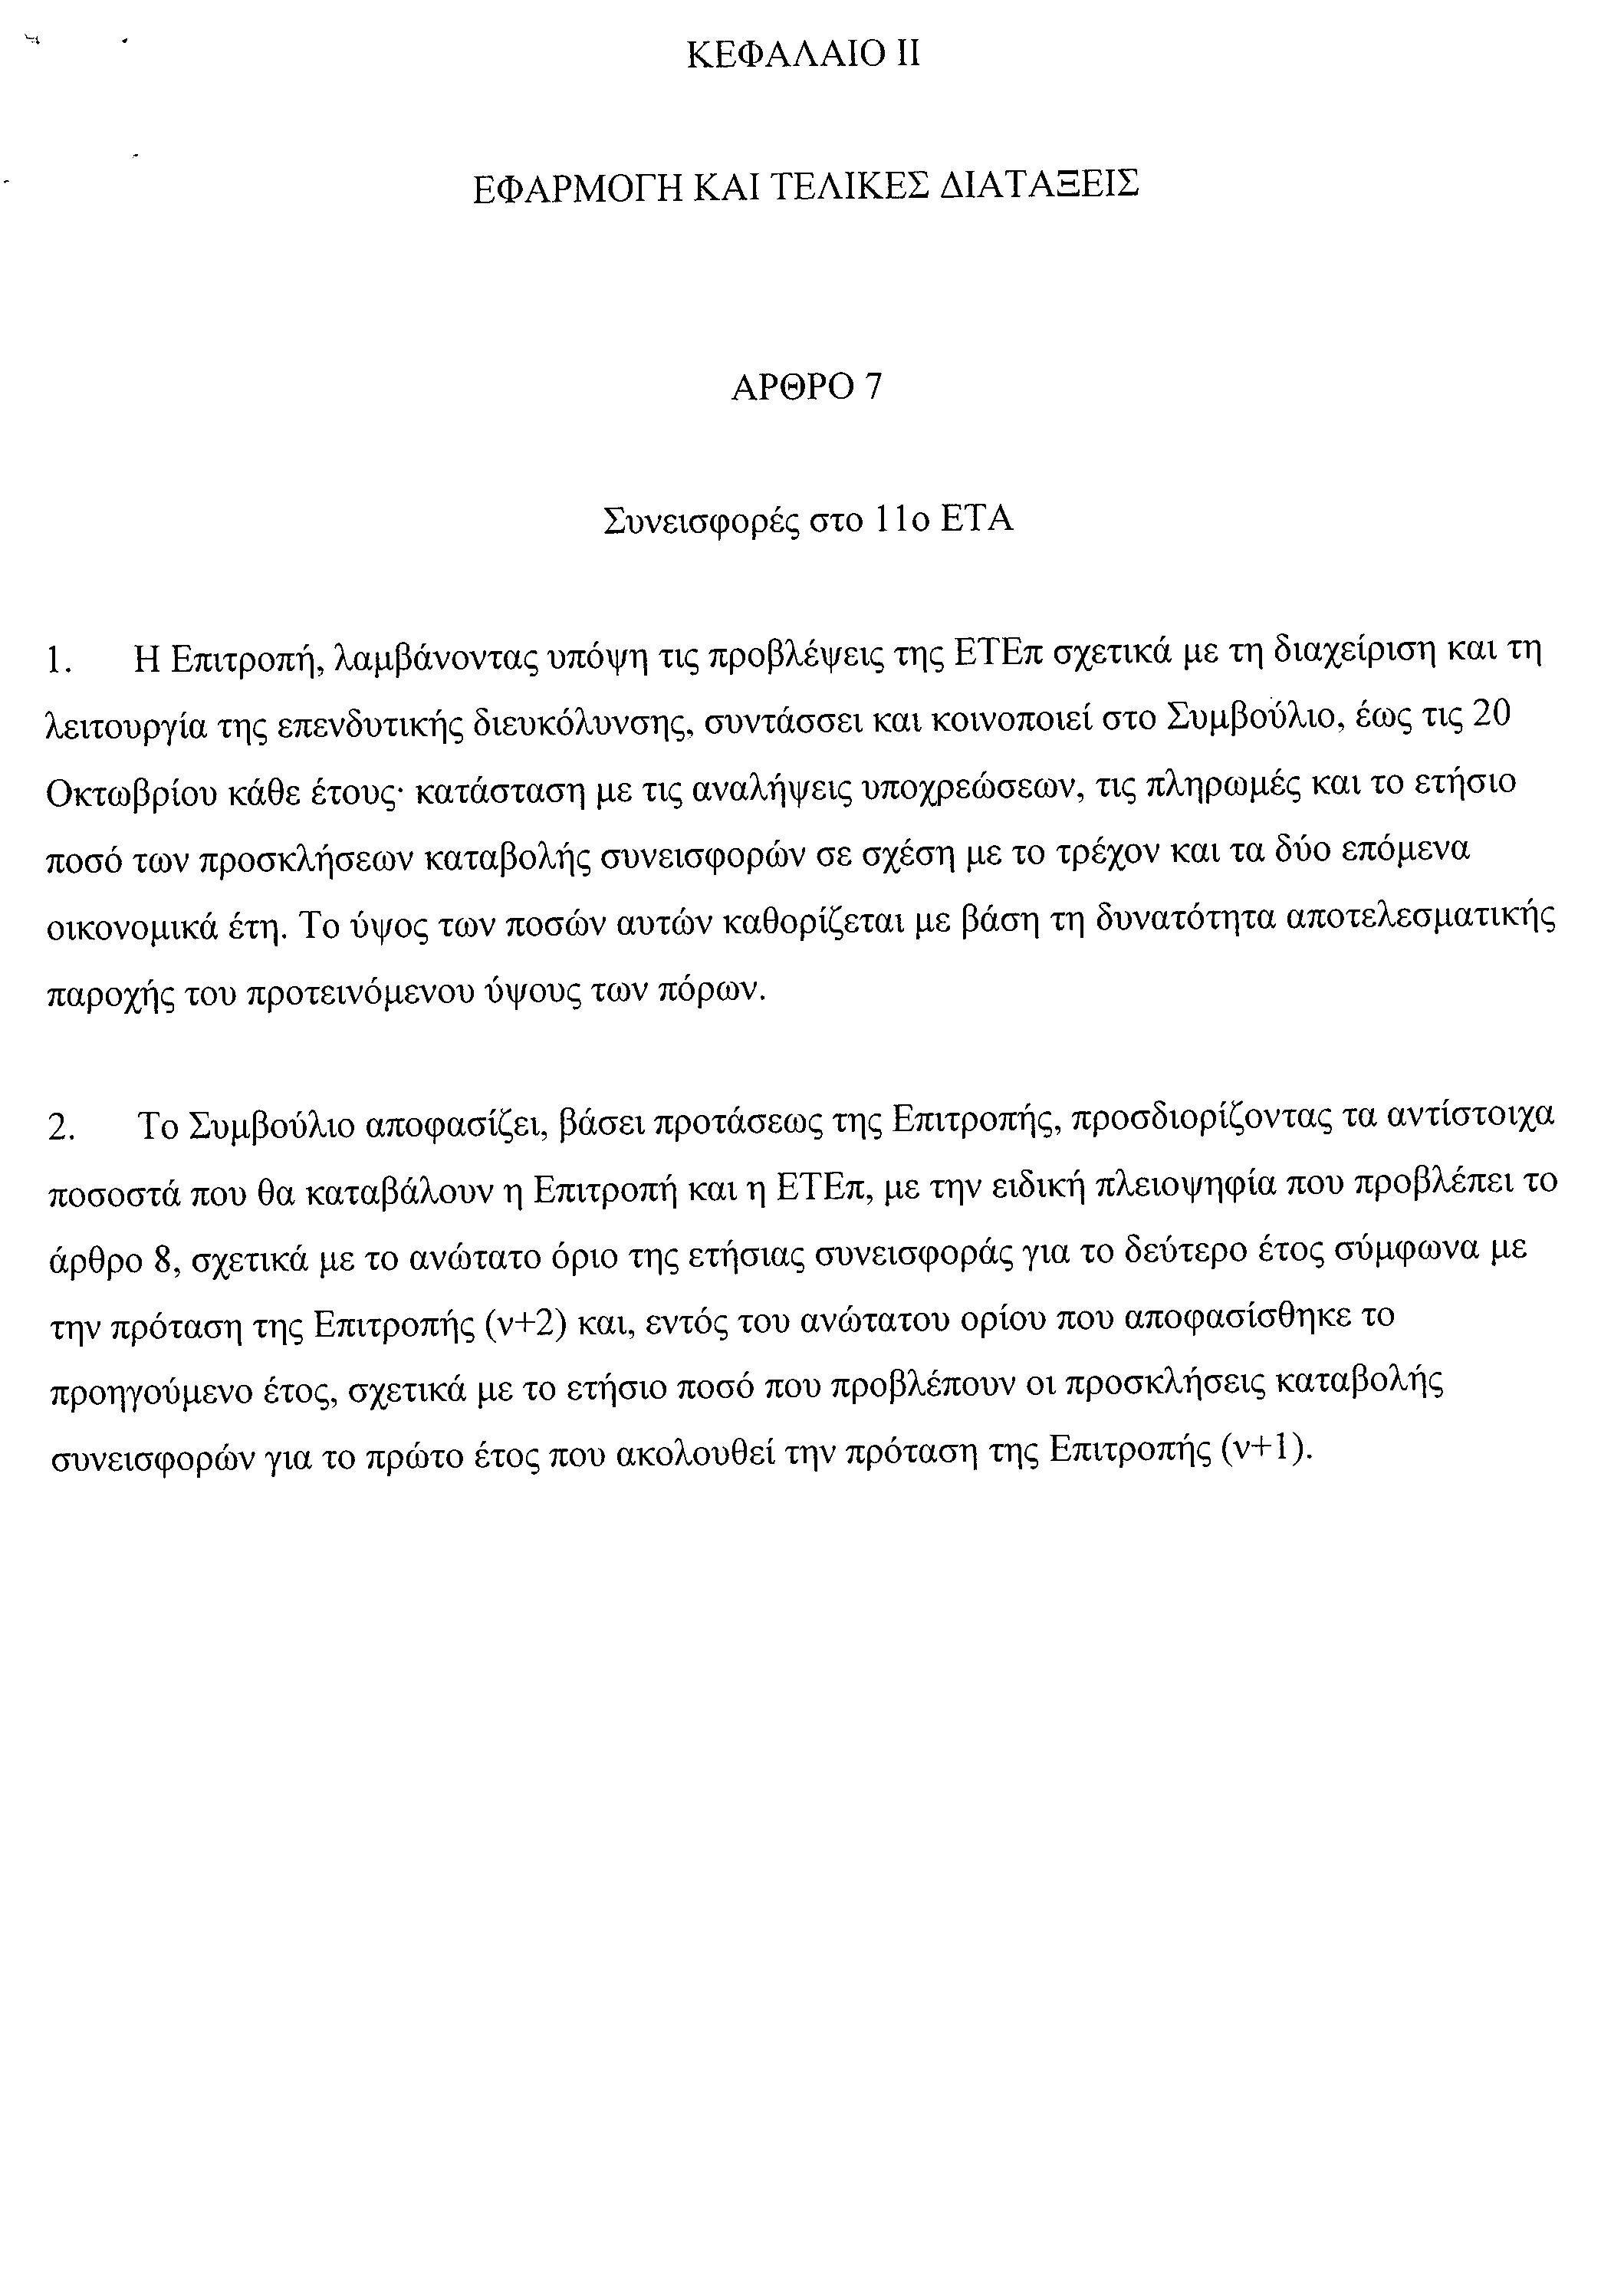 ΚΕΦΑΛΑΙΟ ΙΙ
ΕΦΑΡΜΟΓΗ ΚΑΙ ΤΕΛΙΚΕΣ ΔΙΑΤΑΞΕΙΣ
ΑΡΘΡΟ 7
Συνεισφορές στο 11ο ΕΤΑ
1. Η Επιτροπή, λαμβάνοντας υπόψη τις προβλέψεις της ΕΤΕπ σχετικά με τη διαχείριση και τη
λειτουργία της επενδυτικής διευκόλυνσης, συντάσσει και κοινοποιεί στο Συμβούλιο, έως τις 20
Οκτωβρίου κάθε έτους· κατάσταση με τις αναλήψεις υποχρεώσεων, τις πληρωμές και το ετήσιο
ποσό των προσκλήσεων καταβολής συνεισφορών σε σχέση με το τρέχον και τα δύο επόμενα
οικονομικά έτη. Το ύψος των ποσών αυτών καθορίζεται με βάση τη δυνατότητα αποτελεσματικής
παροχής του προτεινόμενου ύψους των πόρων.
2. Το Συμβούλιο αποφασίζει, βάσει προτάσεως της Επιτροπής, προσδιορίζοντας τα αντίστοιχα
ποσοστά που θα καταβάλουν η Επιτροπή και η ΕΤΕπ, με την ειδική πλειοψηφία που προβλέπει το
άρθρο 8, σχετικά με το ανώτατο όριο της ετήσιας συνεισφοράς για το δεύτερο έτος σύμφωνα με
την πρόταση της Επιτροπής (ν+2) και, εντός του ανώτατου ορίου που αποφασίσθηκε το
προηγούμενο έτος, σχετικά με το ετήσιο ποσό που προβλέπουν οι προσκλήσεις καταβολής
συνεισφορών για το πρώτο έτος που ακολουθεί την πρόταση της Επιτροπής (ν+1).